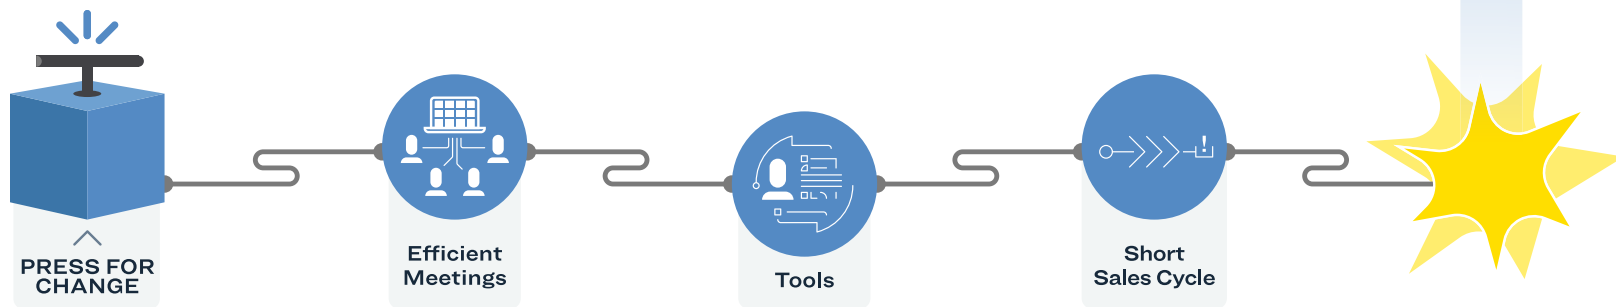 PRESS FOR
CHANGE
Efficient
Meetings
Tools
Short
Sales Cycle